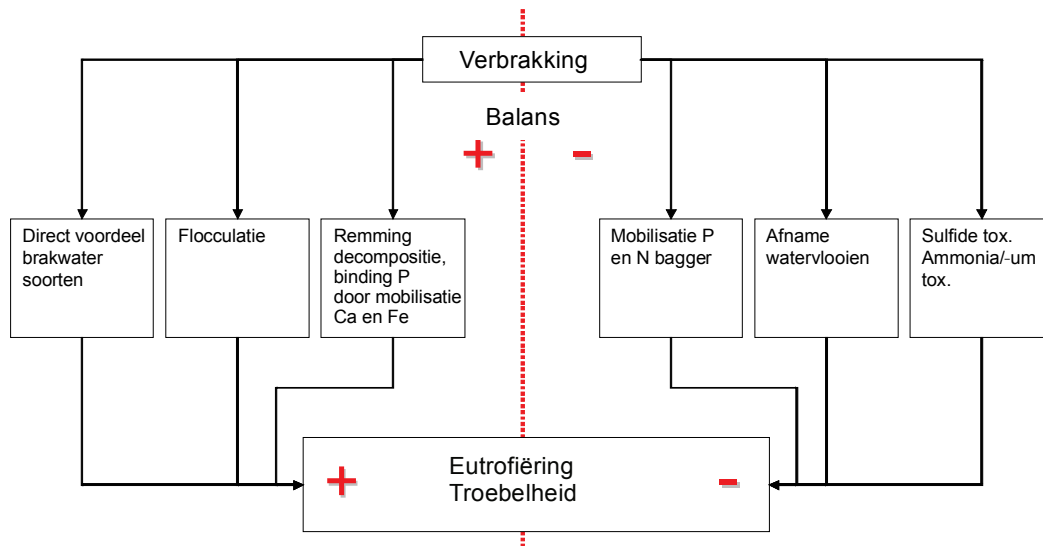 Verbrakking
Balans
+ -
Direct voordeel
brakwater
soorten
Flocculatie
Remming
decompositie,
binding P
door mobilisatie
Ca en Fe
Mobilisatie P
en N bagger
Afname
watervlooien
Sulfide tox.
Ammonia/-um
tox.
+ Eutrofiëring -
Troebelheid